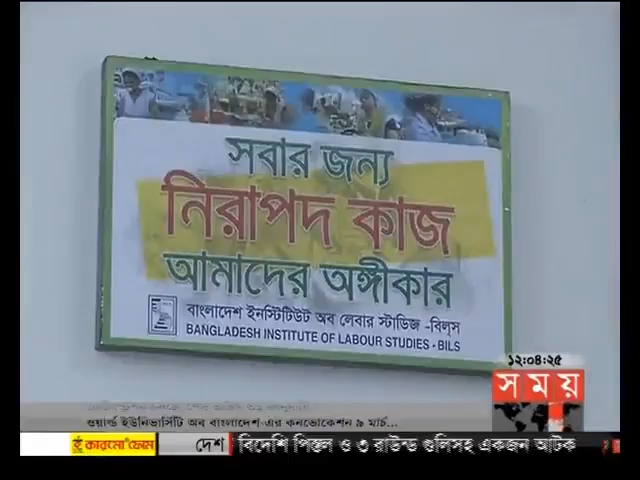 সবার জন্য
নিরাপদ কাজ
আমাদের অঙ্গীকার
বাংলাদেশ ইনস্টিটিউট অব লেবার স্টাডিজ -বিল্‌স
BANGLADESH INSTITUTE OF LABOUR STUDIES - BILS
১২:০৪:২৫
সময়
ওয়ার্ল্ড ইউনিভার্সিটি অব বাংলাদেশ-এর কনভোকেশন ৯ মার্চ...
দেশ বিদেশি পিস্তল ও ৩ রাউন্ড গুলিসহ একজন আটক